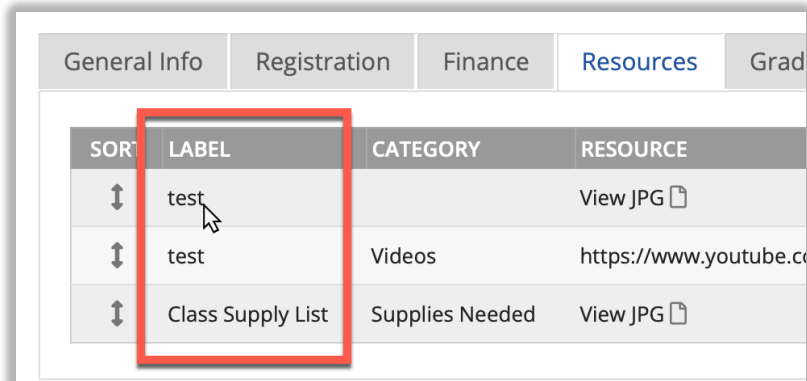 General Info Registration Finance Resources Grad
SORT LABEL CATEGORY RESOURCE
test View JPG
test Videos https://www.youtube.co
Class Supply List Supplies Needed View JPG